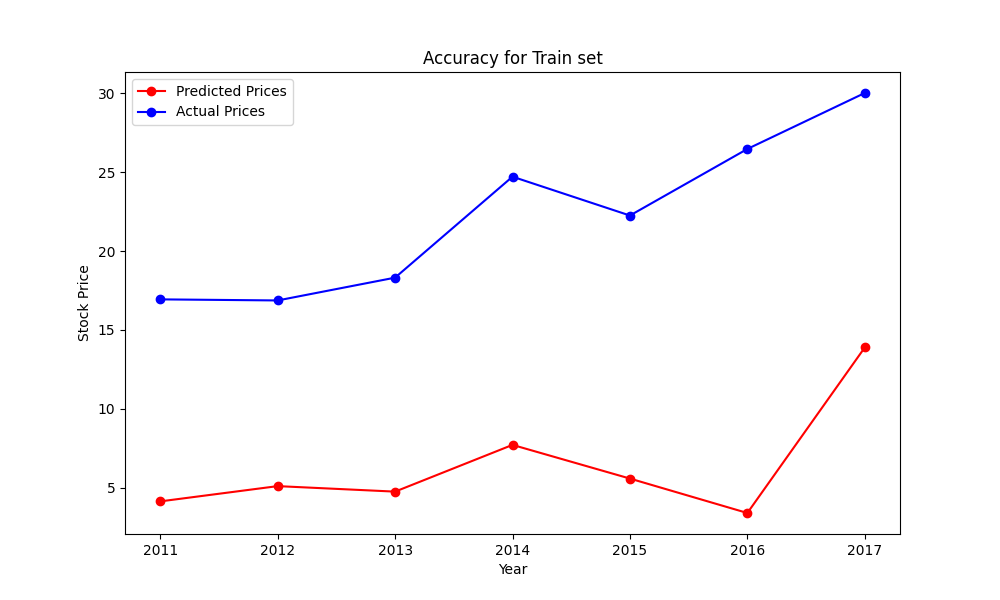 Accuracy for Train set
Predicted Prices
Actual Prices
30
25
20
15
10
5
Stock Price
2011 2012 2013 2014 2015 2016 2017
Year